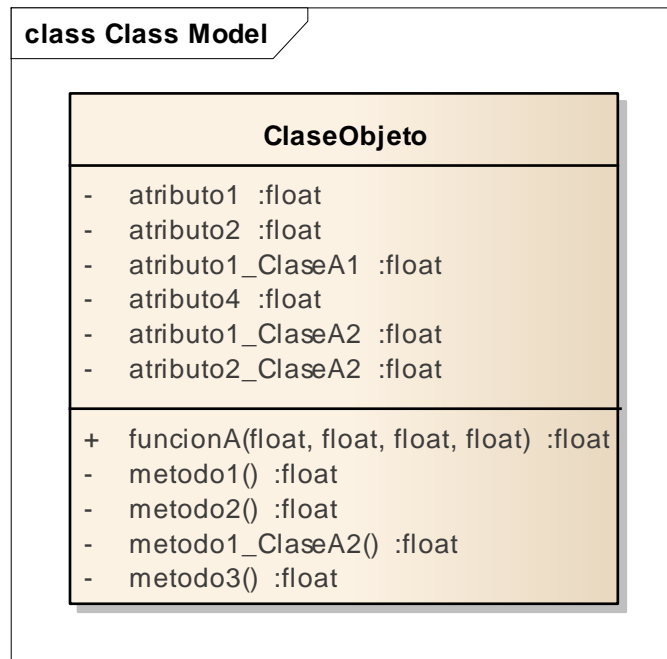 class Class Model
ClaseObjeto
- atributo1 :float
- atributo2 :float
- atributo1_ClaseA1 :float
- atributo4 :float
- atributo1_ClaseA2 :float
- atributo2_ClaseA2 :float
+ funcionA(float, float, float, float) :float
- metodo1() :float
- metodo2() :float
- metodo1_ClaseA2() :float
- metodo3() :float